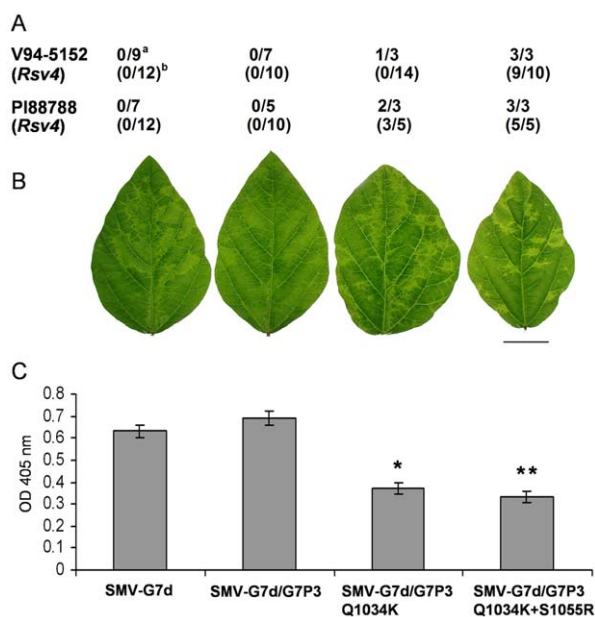 A
V94-5152 0/9a 0/7 1/3 3/3
(Rsv4) (0/12)b (0/10) (0/14) (9/10)
PI88788 0/7 0/5 2/3 3/3
(Rsv4) (0/12) (0/10) (3/5) (5/5)
B
C
0.8
0.7
0.6
0.5
0.4
0.3
0.2
0.1
0
OD 405 nm
*
**
SMV-G7d SMV-G7d/G7P3 SMV-G7d/G7P3 SMV-G7d/G7P3
Q1034K Q1034K+S1055R